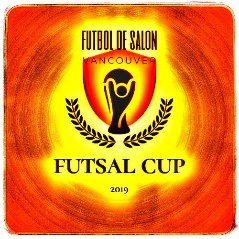 FUTBOL DE SALON
VANCOUVER
FUTSAL CUP
2019